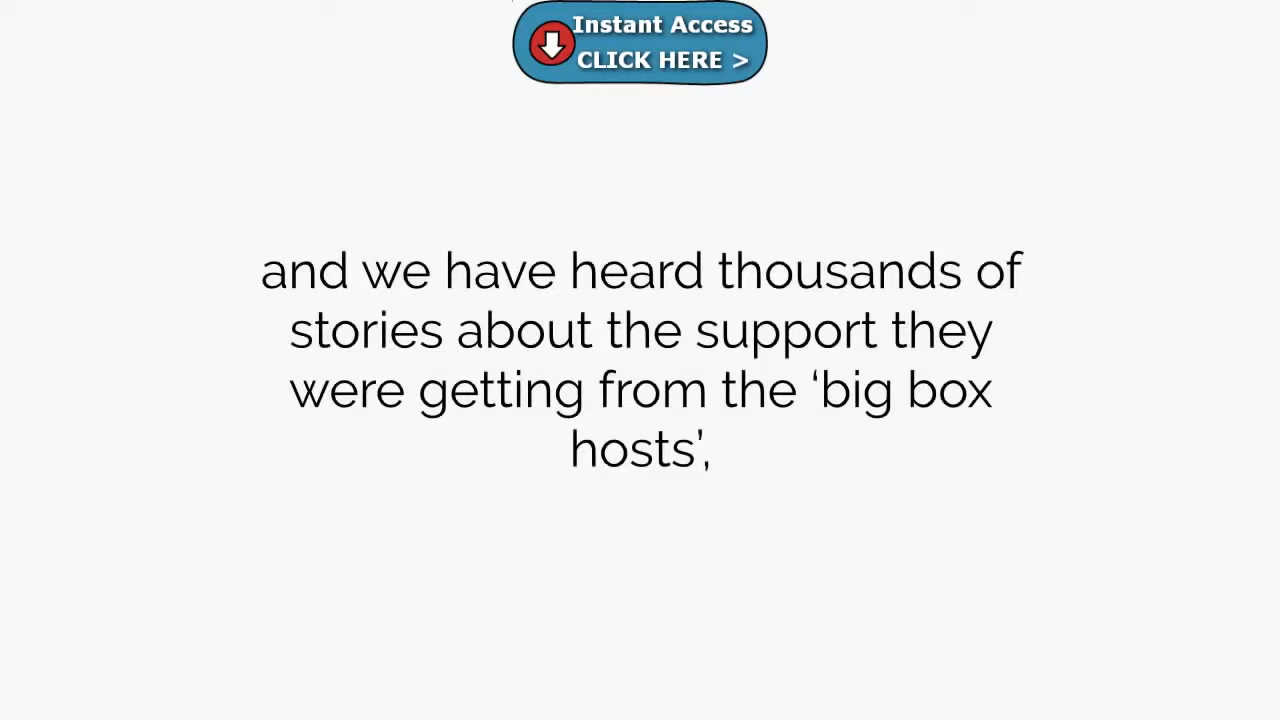 Instant Access
CLICK HERE >
and we have heard thousands of
stories about the support they
were getting from the ‘big box
hosts’,